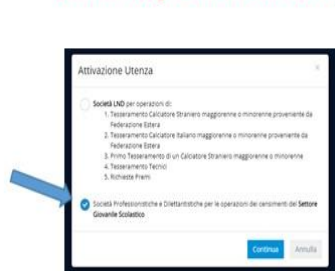 Attivazione Utenza
×
Società LND per operazioni di:
1. Tesseramento Calciatore Straniero maggiorenne o minorenne proveniente da
Federazione Estera
2. Tesseramento Calciatore Italiano maggiorenne o minorenne proveniente da
Federazione Estera
3. Primo Tesseramento di un Calciatore Straniero maggiorenne o minorenne
4. Tesseramento Tecnici
5. Richieste Premi
Società Professionistiche e Dilettantistiche per le operazioni dei censimenti del Settore
Giovanile Scolastico
Continua
Annulla